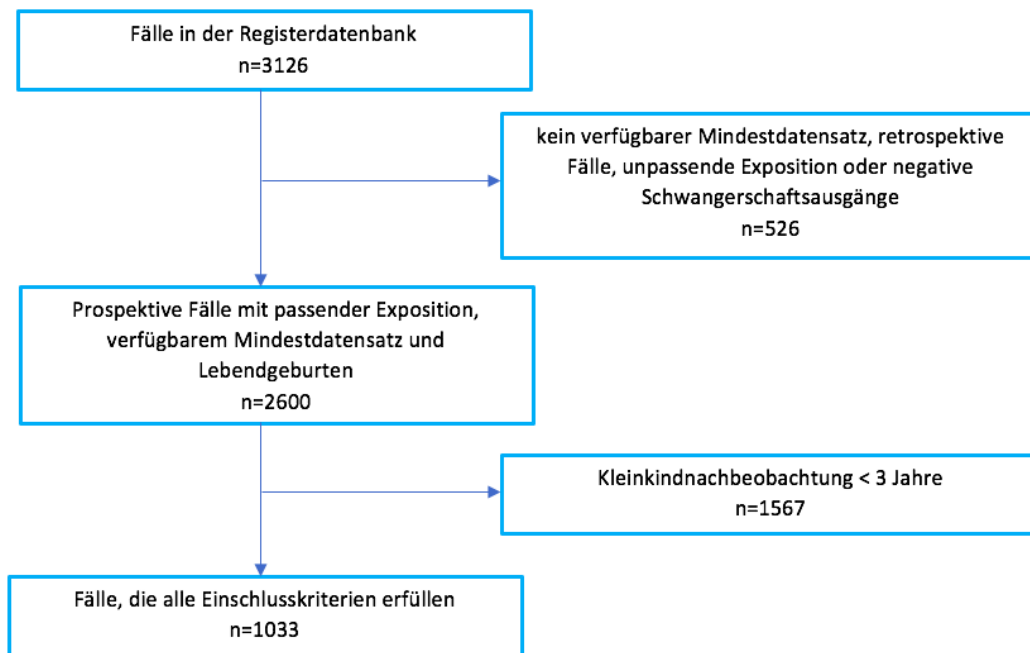 Fälle in der Registerdatenbank
n=3126
kein verfügbarer Mindestdatensatz, retrospektive
Fälle, unpassende Exposition oder negative
Schwangerschaftsausgänge
n=526
Prospektive Fälle mit passender Exposition,
verfügbarem Mindestdatensatz und
Lebendgeburten
n=2600
Kleinkindnachbeobachtung < 3 Jahre
n=1567
Fälle, die alle Einschlusskriterien erfüllen
n=1033